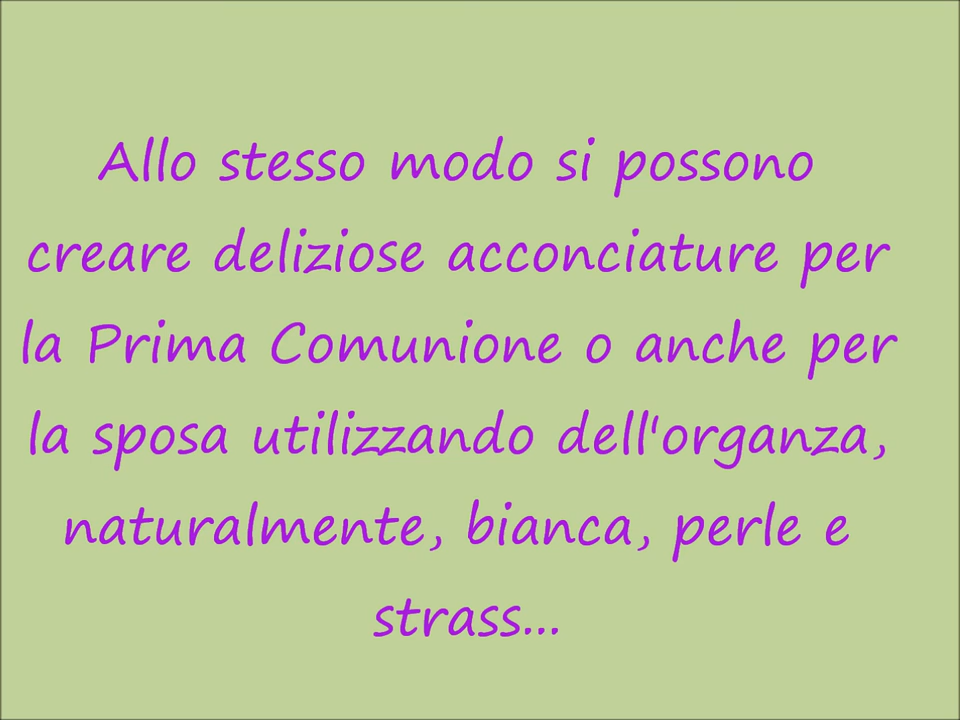 Allo stesso modo si possono
creare deliziose acconciature per
la Prima Comunione o anche per
la sposa utilizzando dell'organza,
naturalmente, bianca, perle e
strass...